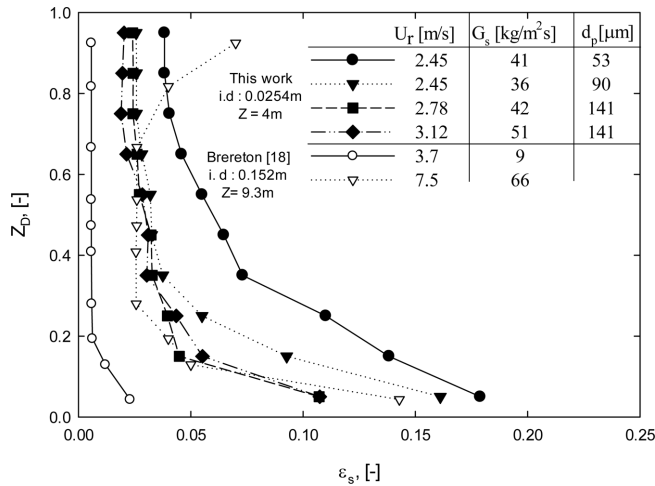 U_r [m/s] G_s [kg/m²s] d_p[μm]
2.45 41 53
2.45 36 90
2.78 42 141
3.12 51 141
3.7 9
7.5 66
This work
i.d : 0.0254m
Z = 4m
Brereton [18]
i. d : 0.152m
Z= 9.3m
Z_D, [-]
1.0
0.8
0.6
0.4
0.2
0.0
0.00 0.05 0.10 0.15 0.20 0.25
ε_s, [-]